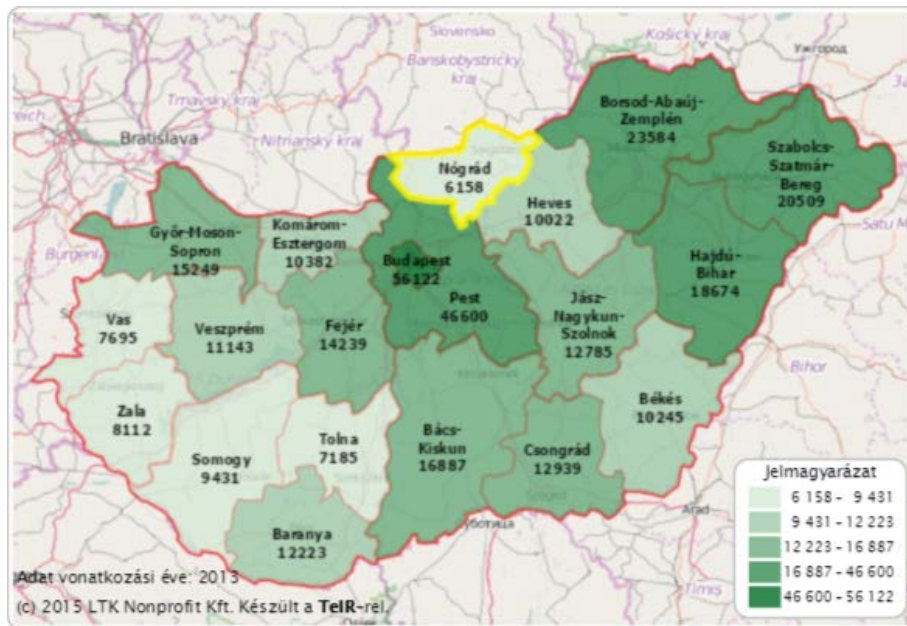 Slovensko
Košický kraj
Ужгород
Banskobystrický
kraj
Trnavský kraj
Bratislava
Nitriansky kraj
Borsod-Abaúj-
Zemplén
23584
Szabolcs-
Szatmár-
Bereg
20509
Nógrád
6158
Heves
10022
Satu M
Győr-Moson-
Sopron
15249
Komárom-
Esztergom
10382
Burgenland
Budapest
56122
Hajdú-
Bihar
18674
Pest
46600
Jász-
Nagykun-
Szolnok
12785
Vas
7695
Veszprém
11143
Fejér
14239
Bihor
Zala
8112
Békés
10245
Somogy
9431
Tolna
7185
Bács-
Kiskun
16887
Csongrád
12939
Baranya
12223
Arad
Timiș
Jelmagyarázat
6 158 - 9 431
9 431 - 12 223
12 223 - 16 887
16 887 - 46 600
46 600 - 56 122
Adat vonatkozási éve: 2013
(c) 2015 LTK Nonprofit Kft. Készült a TeIR-rel.